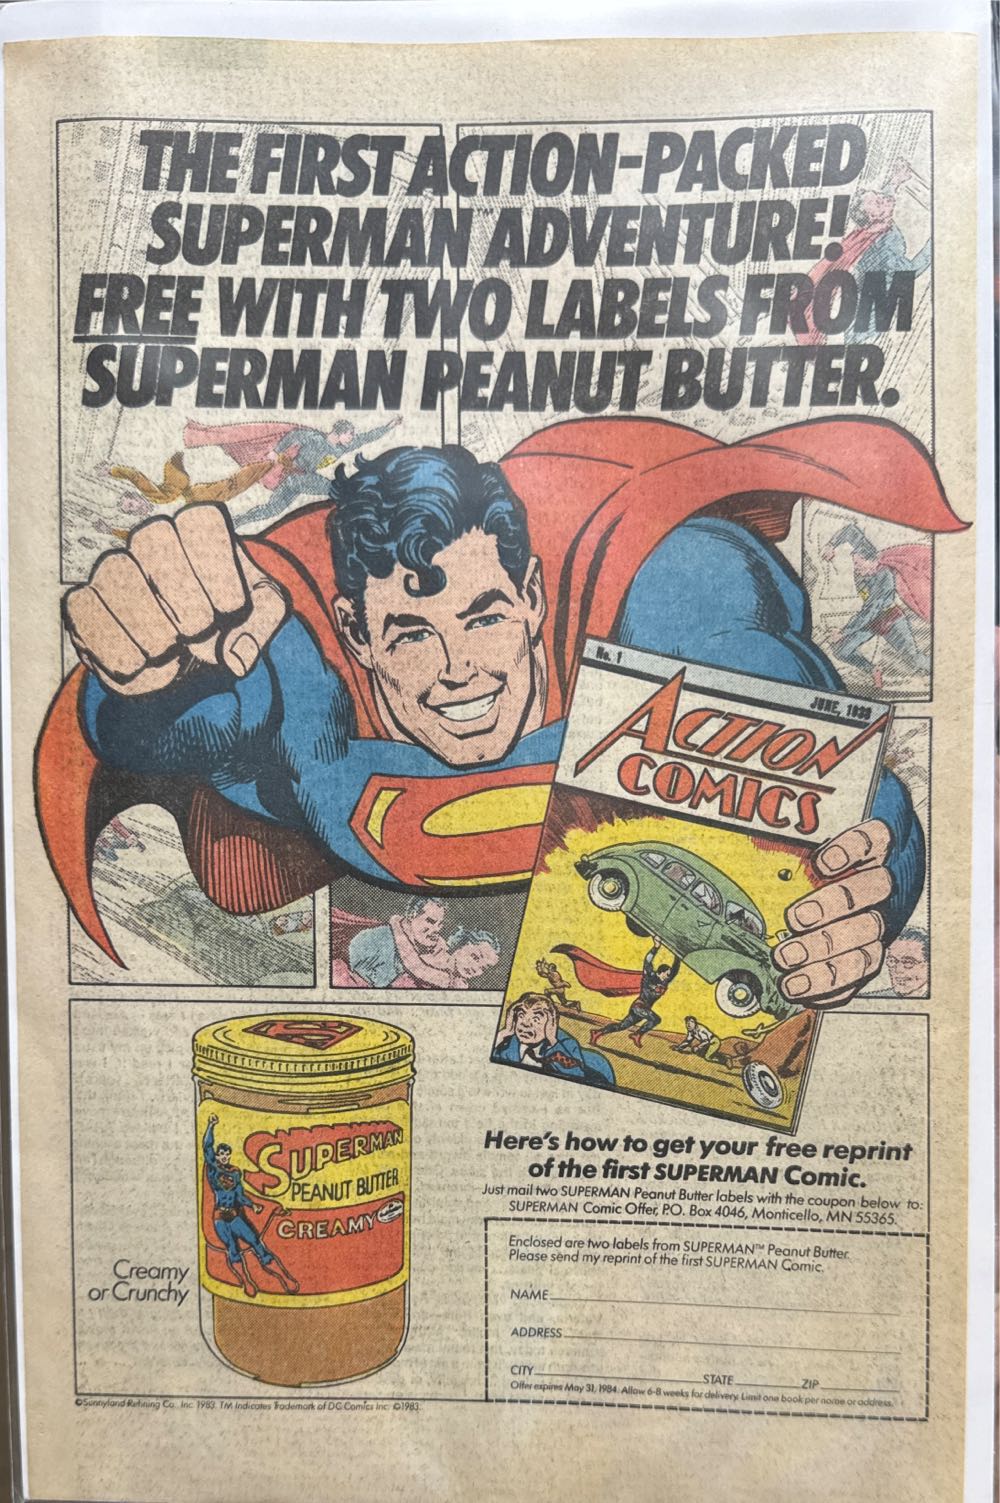 THE FIRST ACTION-PACKED
SUPERMAN ADVENTURE!
FREE WITH TWO LABELS FROM
SUPERMAN PEANUT BUTTER.
No. 1
JUNE, 1938
ACTION
COMICS
SUPERMAN
PEANUT BUTTER
CREAMY
Creamy
or Crunchy
Here's how to get your free reprint
of the first SUPERMAN Comic.
Just mail two SUPERMAN Peanut Butter labels with the coupon below to:
SUPERMAN Comic Offer, P.O. Box 4046, Monticello, MN 55365.
Enclosed are two labels from SUPERMAN™ Peanut Butter.
Please send my reprint of the first SUPERMAN Comic.
NAME
ADDRESS
CITY STATE ZIP
Offer expires May 31, 1984. Allow 6-8 weeks for delivery. Limit one book per name or address.
©Sunnyland Refining Co. Inc. 1983. TM Indicates Trademark of DC Comics Inc. ©1983.